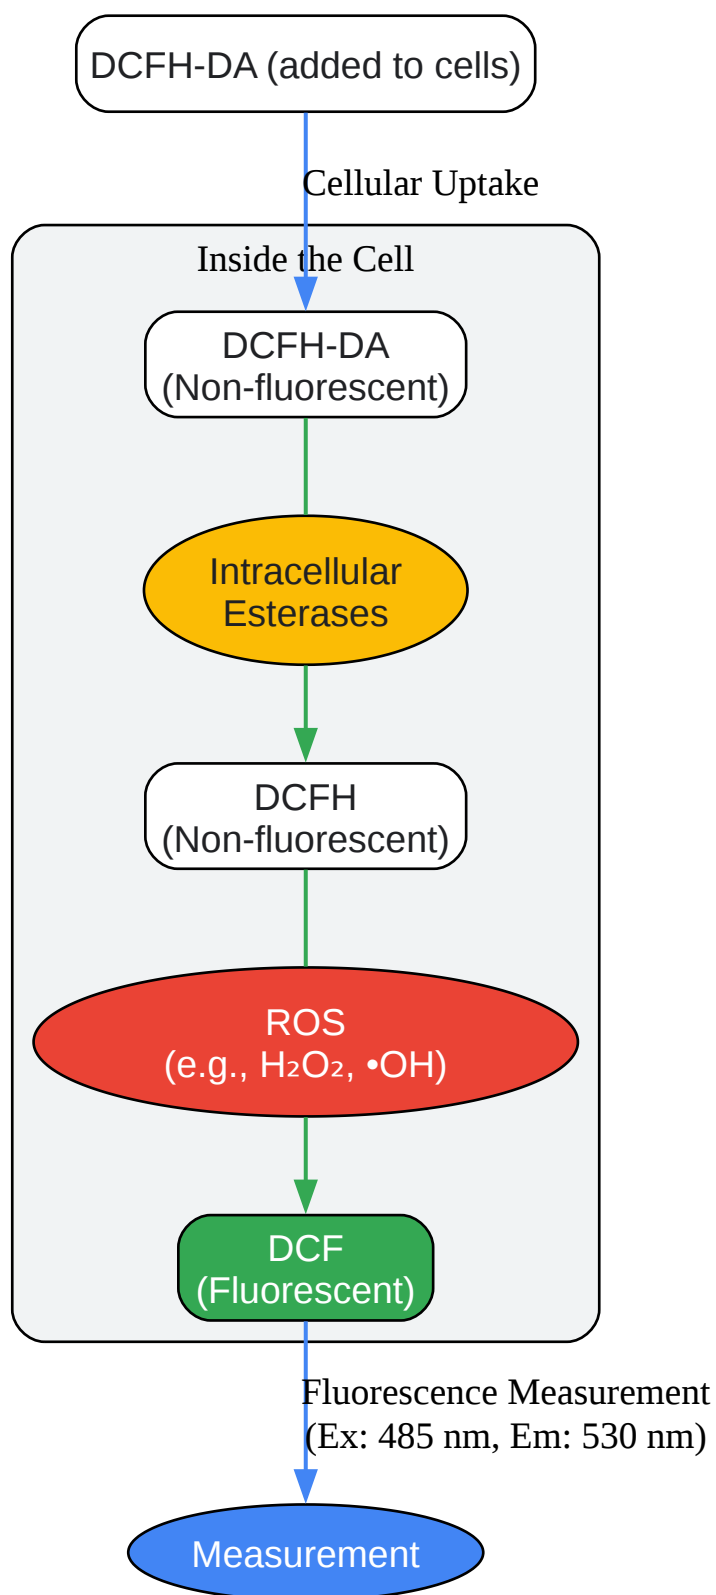 DCFH-DA (added to cells)
Cellular Uptake
Inside the Cell
DCFH-DA
(Non-fluorescent)
Intracellular
Esterases
DCFH
(Non-fluorescent)
ROS
(e.g., H₂O₂, •OH)
DCF
(Fluorescent)
Fluorescence Measurement
(Ex: 485 nm, Em: 530 nm)
Measurement